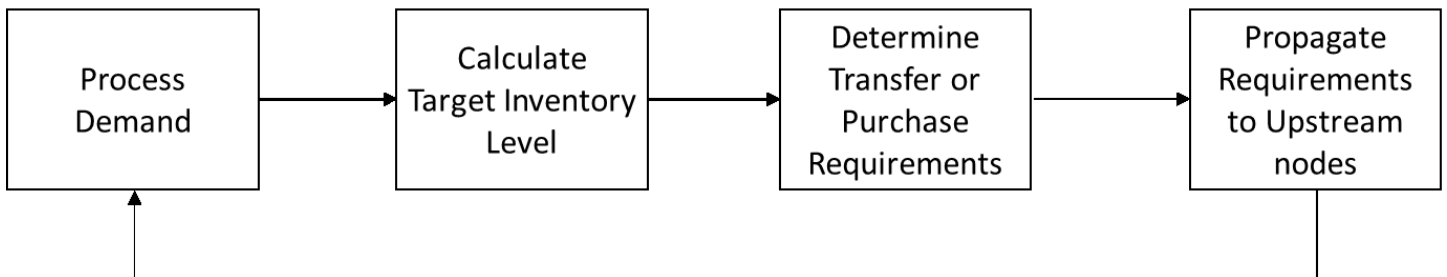 Process
Demand
Calculate
Target Inventory
Level
Determine
Transfer or
Purchase
Requirements
Propagate
Requirements
to Upstream
nodes